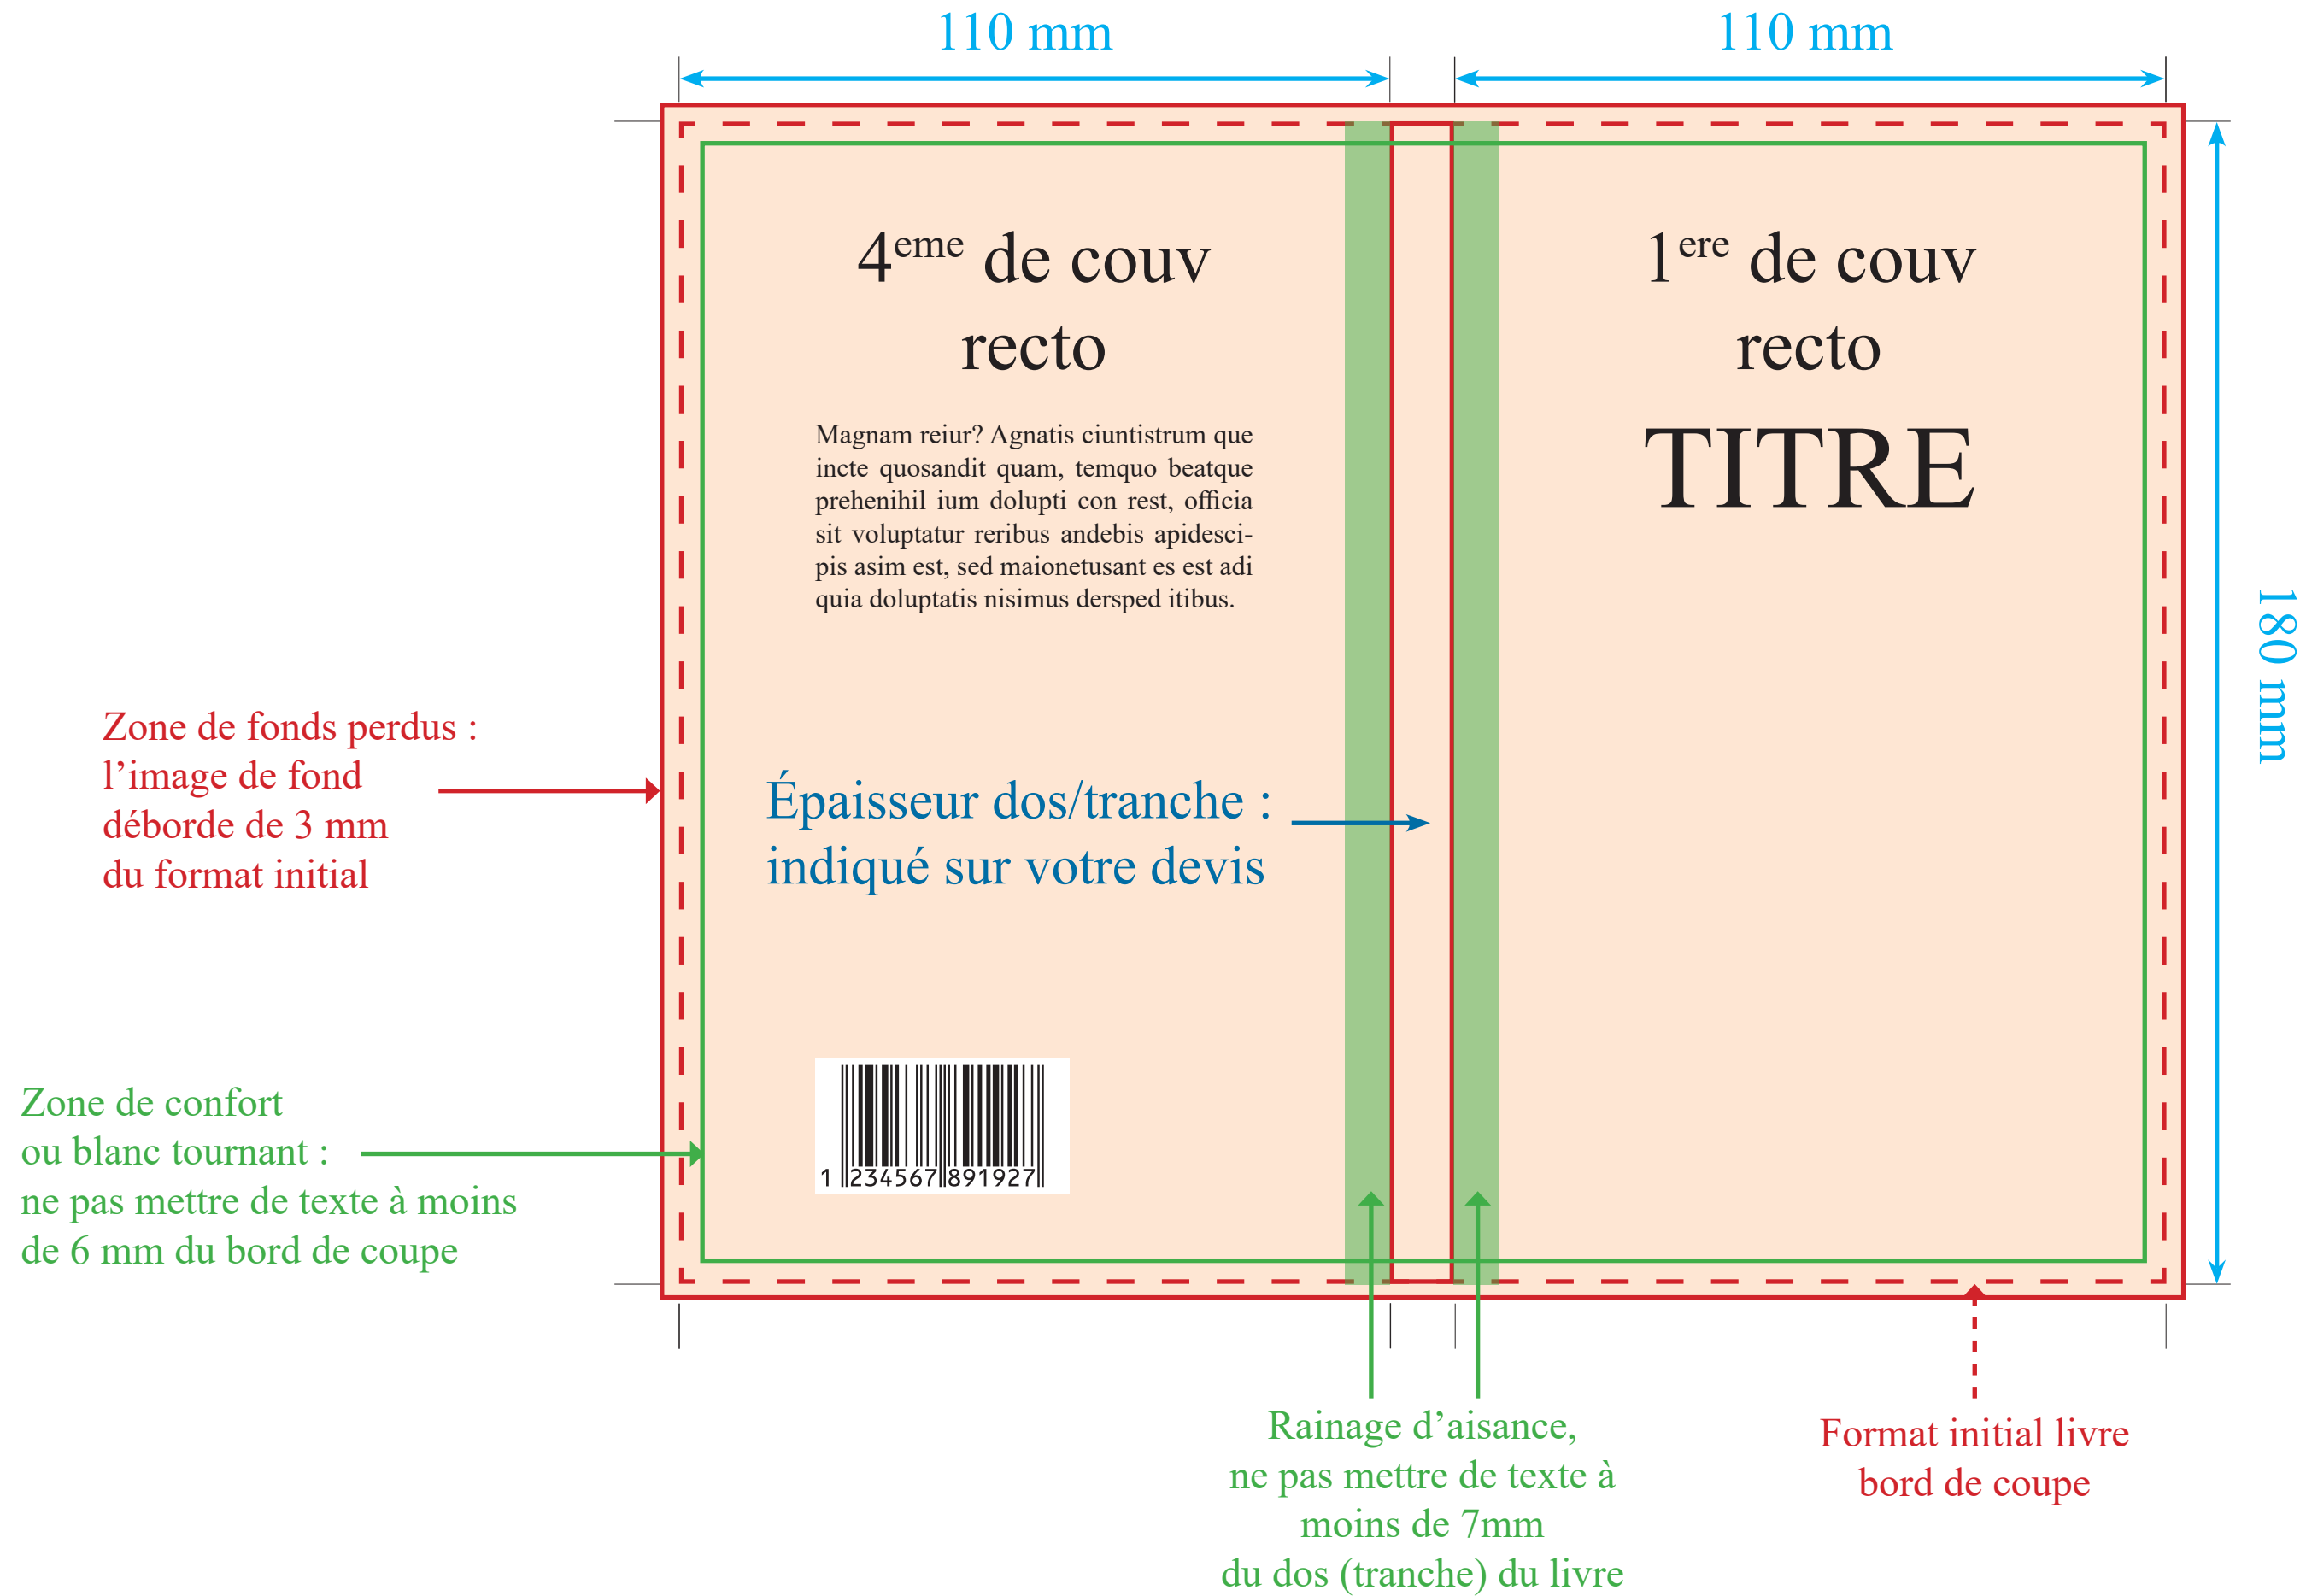 110 mm
110 mm
4eme de couv
recto
1ere de couv
recto
TITRE
Magnam reiur? Agnatis ciuntistrum que
incte quosandit quam, temquo beatque
prehenihil ium dolupti con rest, officia
sit voluptatur reribus andebis apidesci-
pis asim est, sed maionetusant es est adi
quia doluptatis nisimus dersped itibus.
180 mm
Zone de fonds perdus :
l’image de fond
déborde de 3 mm
du format initial
Épaisseur dos/tranche :
indiqué sur votre devis
Zone de confort
ou blanc tournant :
ne pas mettre de texte à moins
de 6 mm du bord de coupe
1 234567 891927
Rainage d’aisance,
ne pas mettre de texte à
moins de 7mm
du dos (tranche) du livre
Format initial livre
bord de coupe